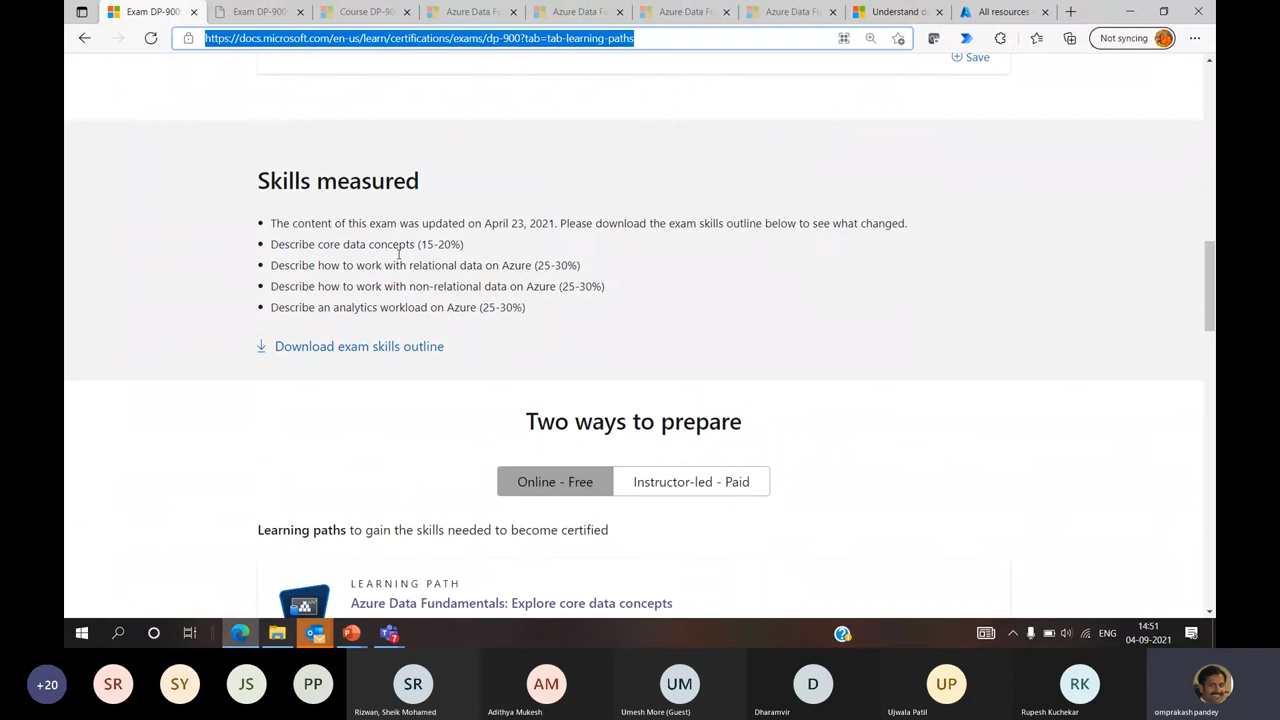 Exam DP-900:
Exam DP-900
Course DP-90
Azure Data Fu
Azure Data Fu
Azure Data Fu
Azure Data Fu
Understand da
All resources
https://docs.microsoft.com/en-us/learn/certifications/exams/dp-900?tab=tab-learning-paths
Not syncing
Save
Skills measured
The content of this exam was updated on April 23, 2021. Please download the exam skills outline below to see what changed.
Describe core data concepts (15-20%)
Describe how to work with relational data on Azure (25-30%)
Describe how to work with non-relational data on Azure (25-30%)
Describe an analytics workload on Azure (25-30%)
Download exam skills outline
Two ways to prepare
Online - Free
Instructor-led - Paid
Learning paths to gain the skills needed to become certified
LEARNING PATH
Azure Data Fundamentals: Explore core data concepts
ENG
14:51
04-09-2021
+20
SR
SY
JS
PP
SR
AM
UM
D
UP
RK
Rizwan, Sheik Mohamed
Adithya Mukesh
Umesh More (Guest)
Dharamvir
Ujwala Patil
Rupesh Kuchekar
omprakash pandey